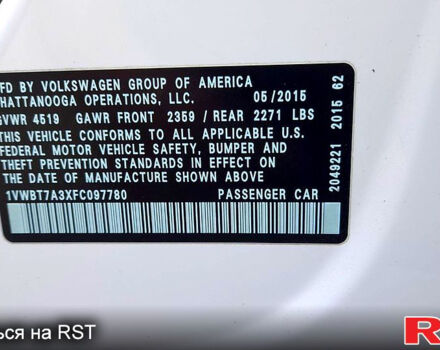 FD BY VOLKSWAGEN GROUP OF AMERICA
HATTANOOGA OPERATIONS, LLC. 05/2015
GVWR 4519 GAWR FRONT 2359 / REAR 2271 LBS
THIS VEHICLE CONFORMS TO ALL APPLICABLE U.S.
FEDERAL MOTOR VEHICLE SAFETY, BUMPER AND
THEFT PREVENTION STANDARDS IN EFFECT ON
THE DATE OF MANUFACTURE SHOWN ABOVE
1VWBT7A3XFC097780 PASSENGER CAR
2049221 2015 62
ься на RST
R